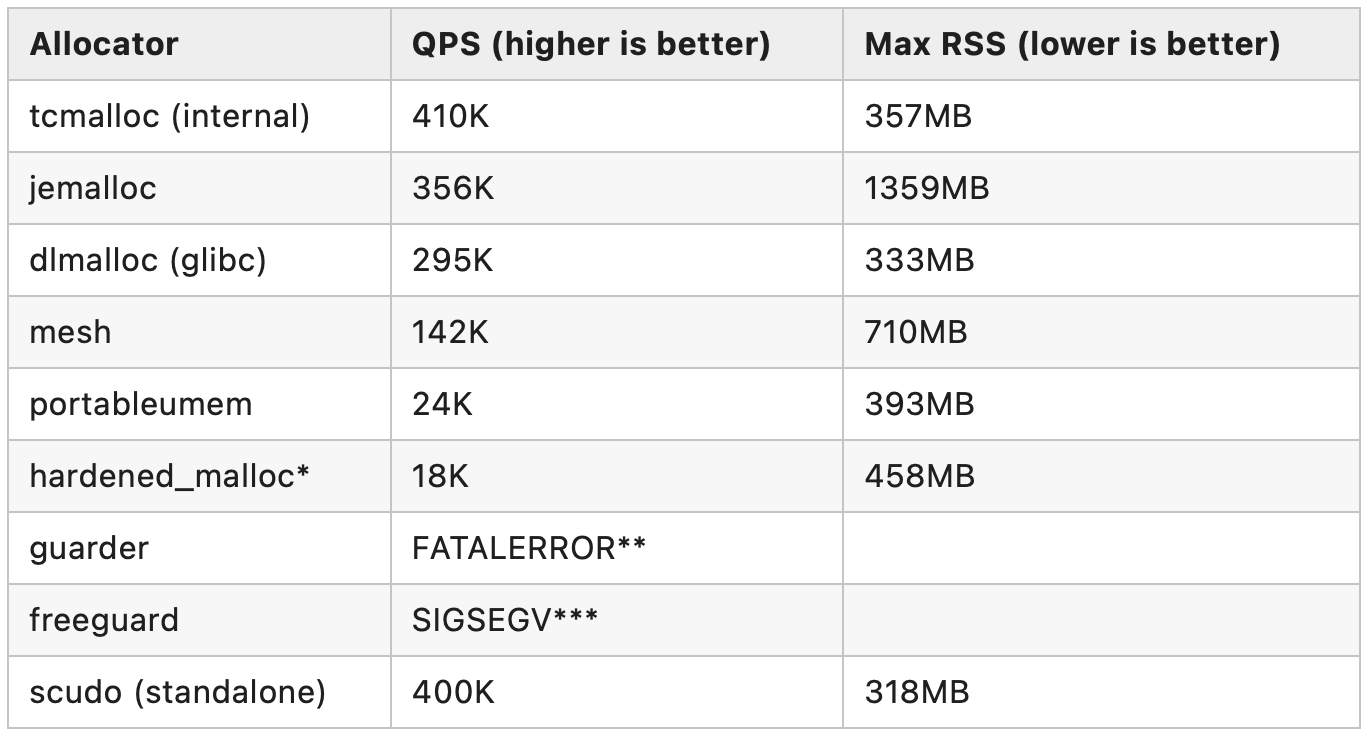 Allocator QPS (higher is better) Max RSS (lower is better)
tcmalloc (internal) 410K 357MB
jemalloc 356K 1359MB
dlmalloc (glibc) 295K 333MB
mesh 142K 710MB
portableumem 24K 393MB
hardened_malloc* 18K 458MB
guarder FATALERROR**
freeguard SIGSEGV***
scudo (standalone) 400K 318MB